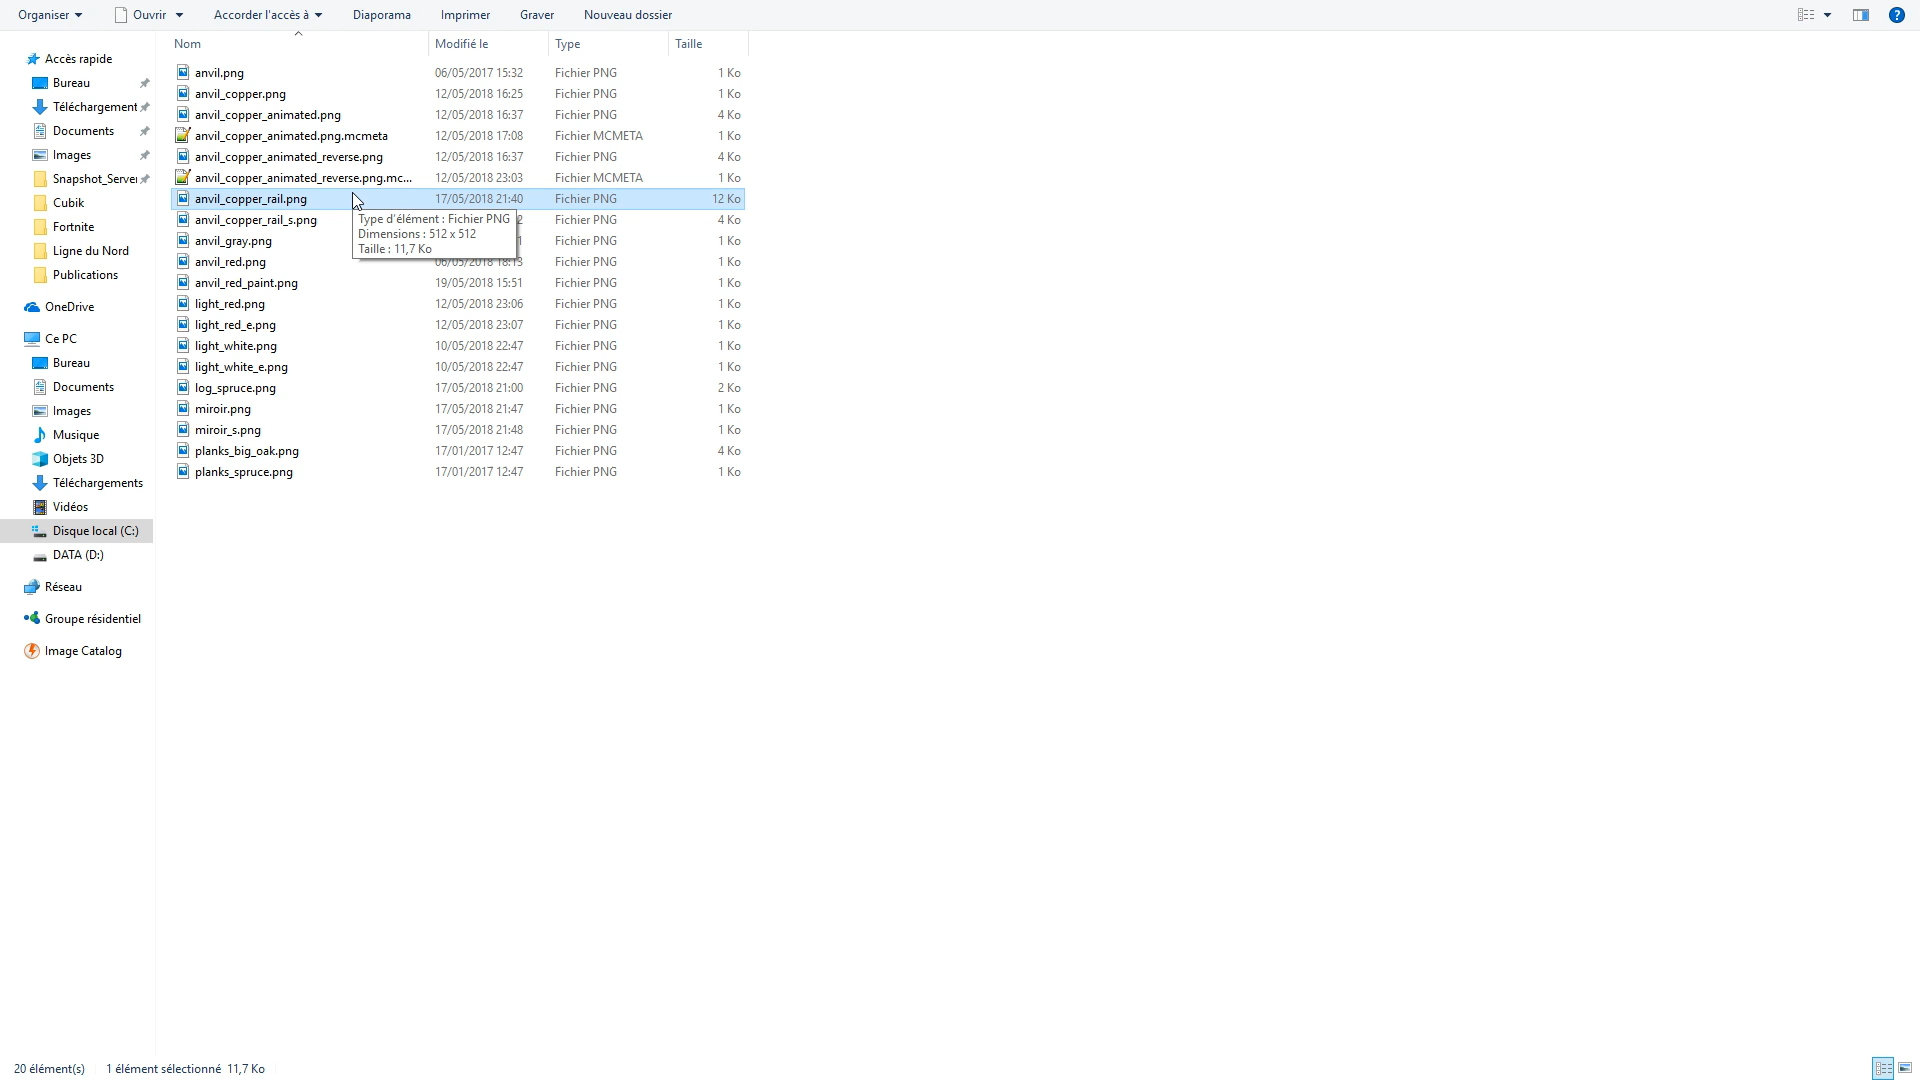 Organiser Ouvrir Accorder l'accès à Diaporama Imprimer Graver Nouveau dossier
Nom Modifié le Type Taille
Accès rapide
Bureau
Téléchargement
Documents
Images
Snapshot_Server
Cubik
Fortnite
Ligne du Nord
Publications
OneDrive
Ce PC
Bureau
Documents
Images
Musique
Objets 3D
Téléchargements
Vidéos
Disque local (C:)
DATA (D:)
Réseau
Groupe résidentiel
Image Catalog
anvil.png 06/05/2017 15:32 Fichier PNG 1 Ko
anvil_copper.png 12/05/2018 16:25 Fichier PNG 1 Ko
anvil_copper_animated.png 12/05/2018 16:37 Fichier PNG 4 Ko
anvil_copper_animated.png.mcmeta 12/05/2018 17:08 Fichier MCMETA 1 Ko
anvil_copper_animated_reverse.png 12/05/2018 16:37 Fichier PNG 4 Ko
anvil_copper_animated_reverse.png.mc... 12/05/2018 23:03 Fichier MCMETA 1 Ko
anvil_copper_rail.png 17/05/2018 21:40 Fichier PNG 12 Ko
anvil_copper_rail_s.png 2 Fichier PNG 4 Ko
anvil_gray.png 1 Fichier PNG 1 Ko
anvil_red.png 06/05/2018 18:13 Fichier PNG 1 Ko
anvil_red_paint.png 19/05/2018 15:51 Fichier PNG 1 Ko
light_red.png 12/05/2018 23:06 Fichier PNG 1 Ko
light_red_e.png 12/05/2018 23:07 Fichier PNG 1 Ko
light_white.png 10/05/2018 22:47 Fichier PNG 1 Ko
light_white_e.png 10/05/2018 22:47 Fichier PNG 1 Ko
log_spruce.png 17/05/2018 21:00 Fichier PNG 2 Ko
miroir.png 17/05/2018 21:47 Fichier PNG 1 Ko
miroir_s.png 17/05/2018 21:48 Fichier PNG 1 Ko
planks_big_oak.png 17/01/2017 12:47 Fichier PNG 4 Ko
planks_spruce.png 17/01/2017 12:47 Fichier PNG 1 Ko
Type d'élément : Fichier PNG
Dimensions : 512 x 512
Taille : 11,7 Ko
20 élément(s) 1 élément sélectionné 11,7 Ko